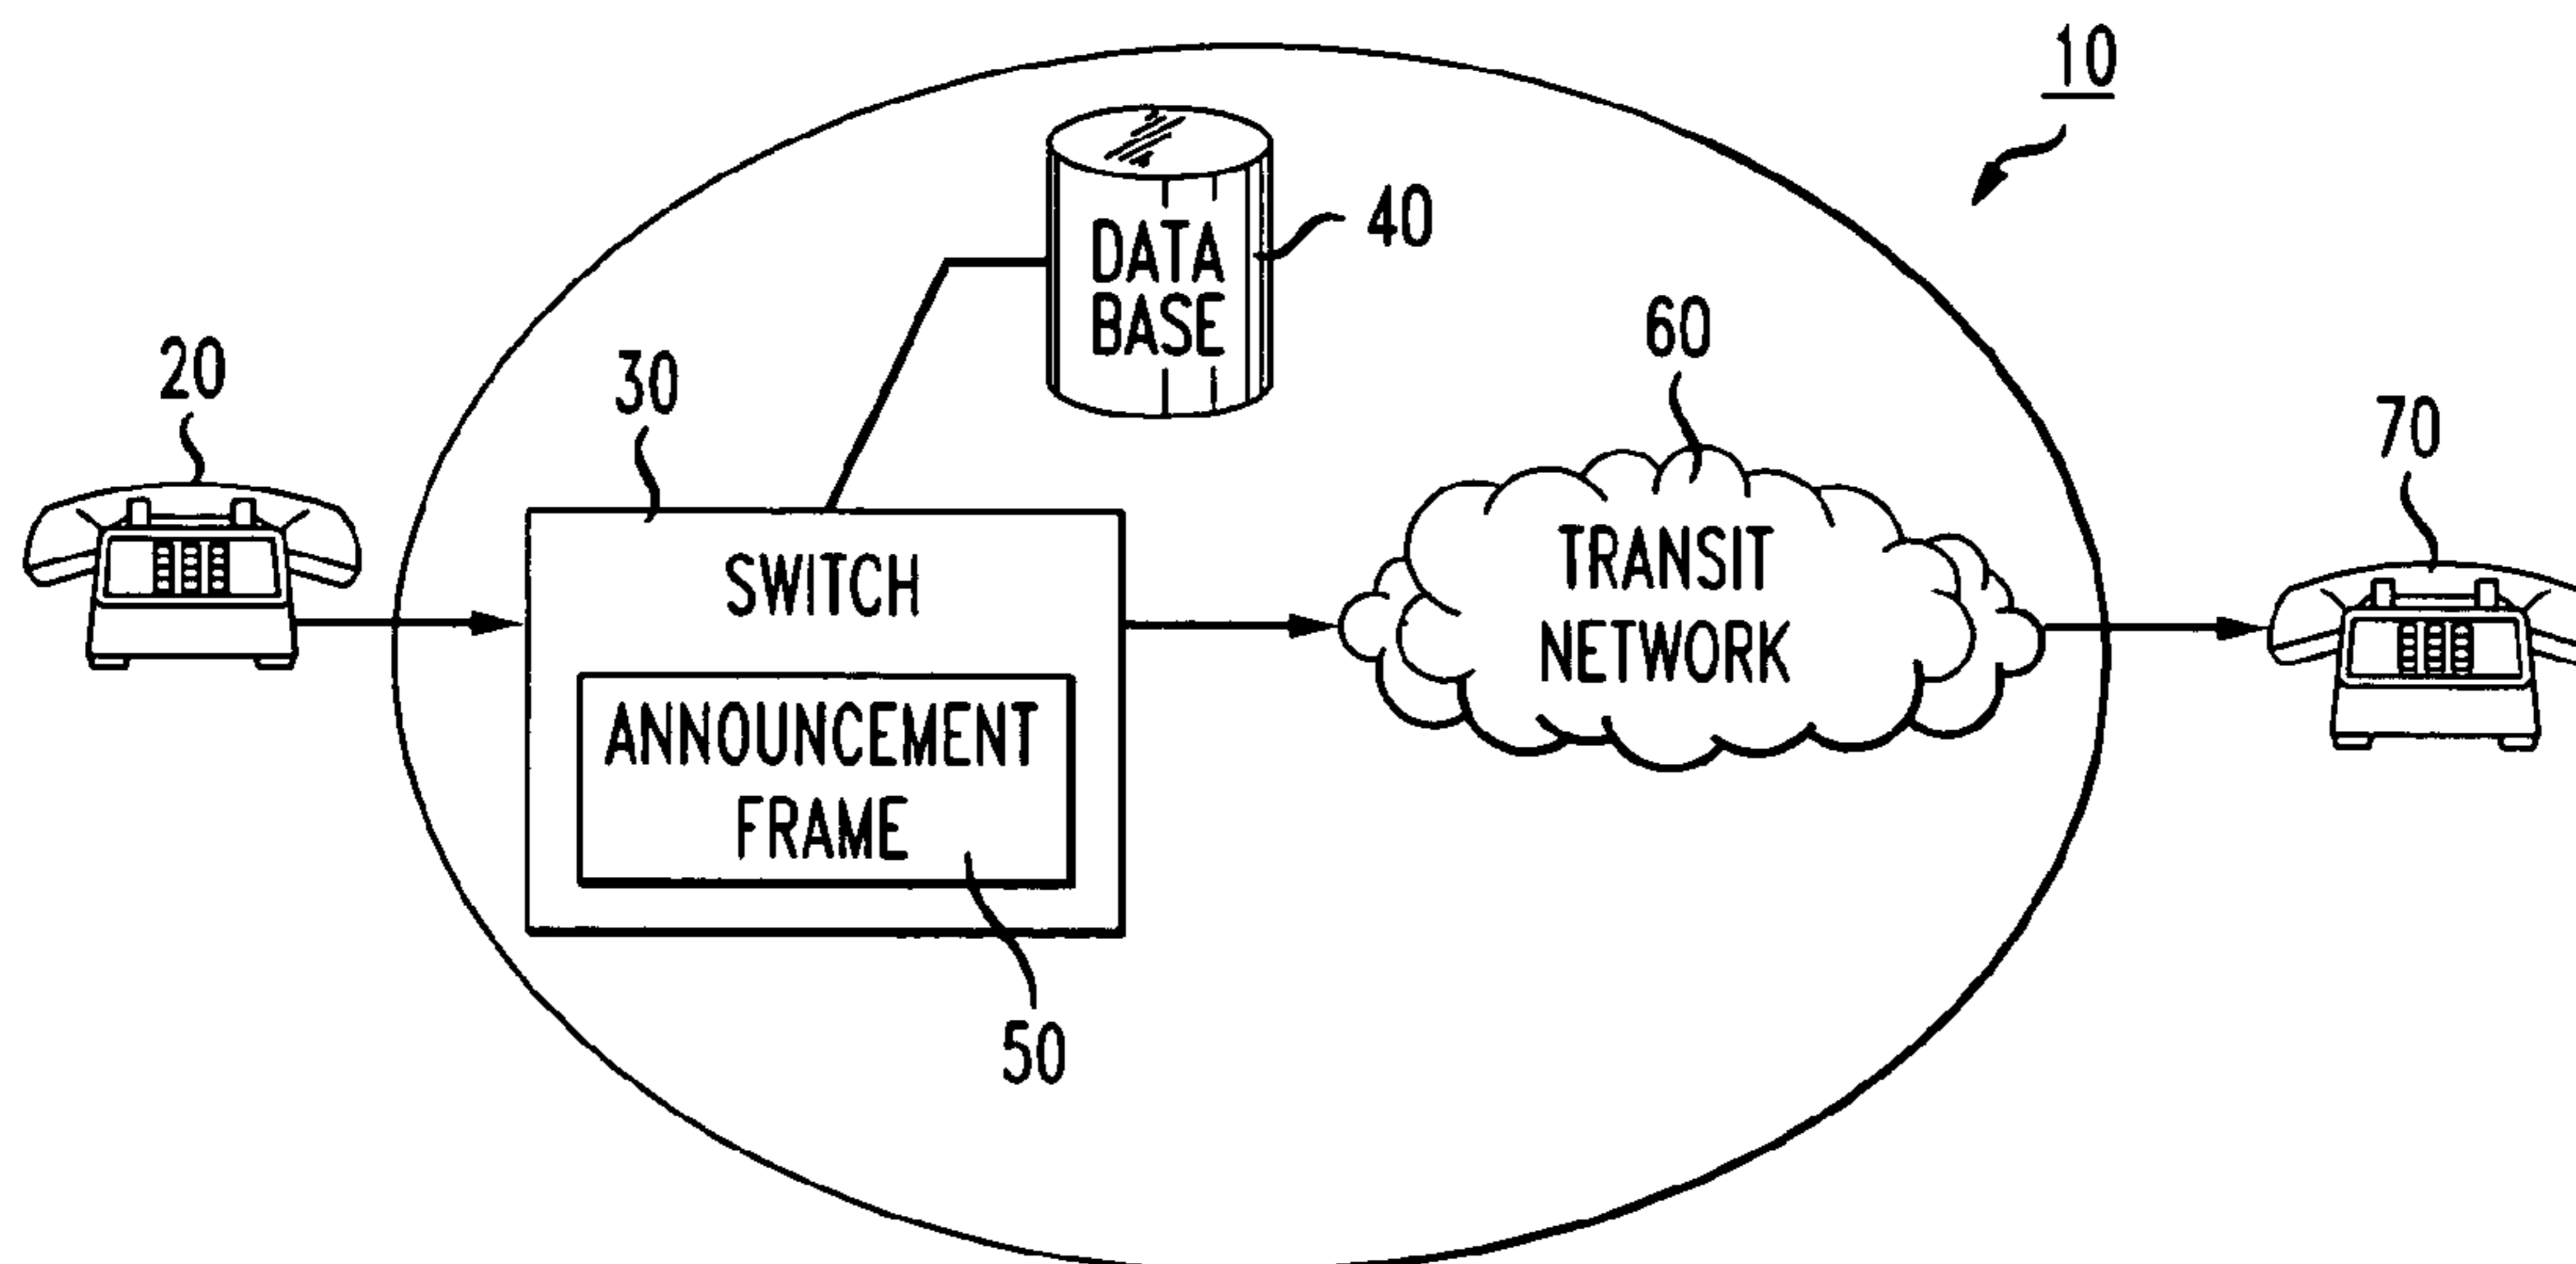 10
DATA
BASE
40
60
20
30
70
SWITCH
TRANSIT
NETWORK
ANNOUNCEMENT
FRAME
50